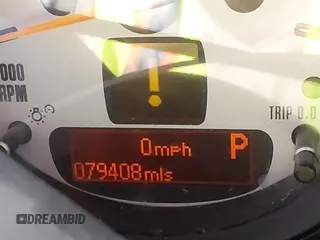 000
RPM
!
TRIP 0.0
0mph P
079408mls
DREAMBID